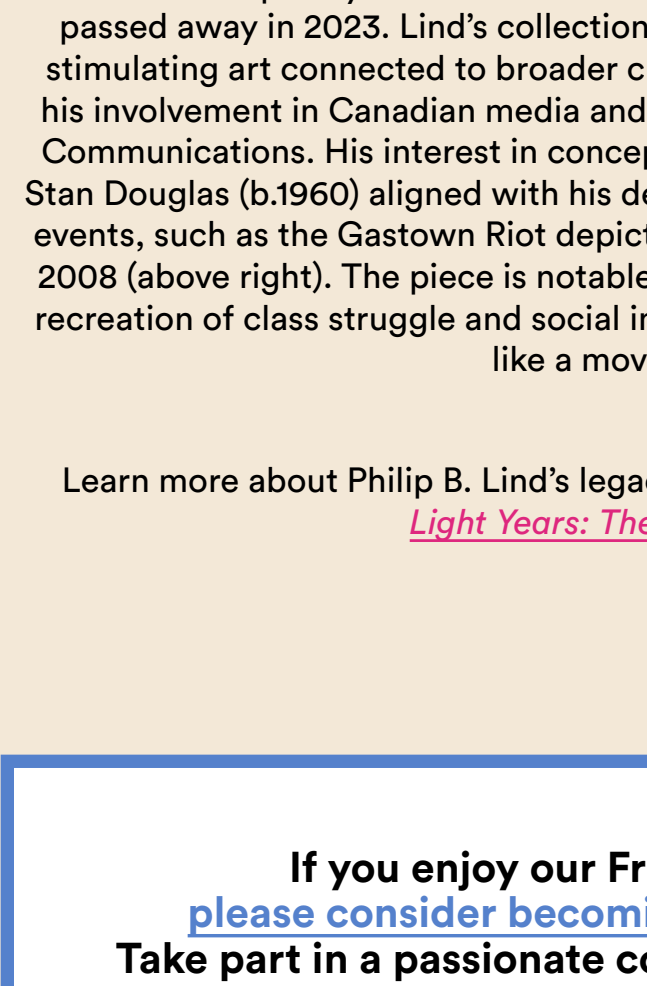 passed away in 2023. Lind’s collection
stimulating art connected to broader c
his involvement in Canadian media and
Communications. His interest in concep
Stan Douglas (b.1960) aligned with his de
events, such as the Gastown Riot depict
2008 (above right). The piece is notable
recreation of class struggle and social in
like a mov
Learn more about Philip B. Lind’s legac
Light Years: The
If you enjoy our Fr
please consider becomi
Take part in a passionate co